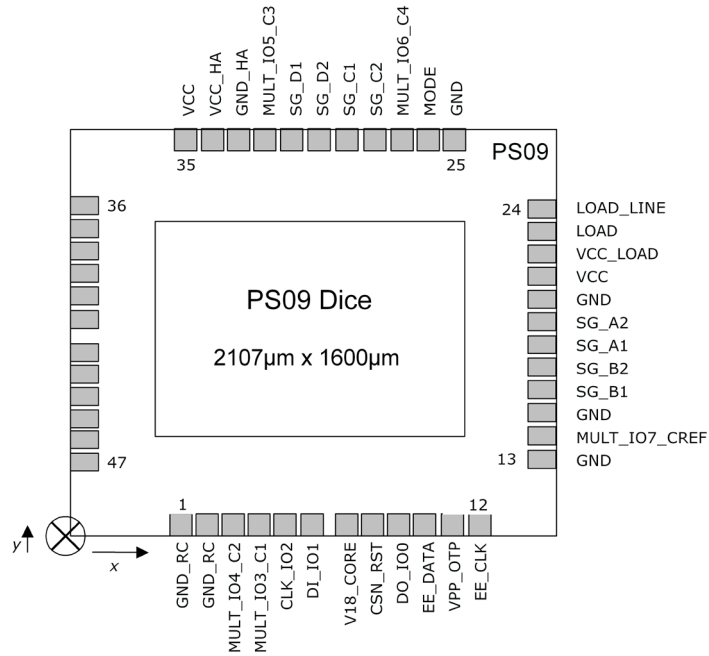 VCC
VCC_HA
GND_HA
MULT_IO5_C3
SG_D1
SG_D2
SG_C1
SG_C2
MULT_IO6_C4
MODE
GND
35
25
PS09
36
24
LOAD_LINE
LOAD
VCC_LOAD
VCC
GND
SG_A2
SG_A1
SG_B2
SG_B1
GND
MULT_IO7_CREF
13
GND
PS09 Dice
2107µm x 1600µm
47
1
12
y
x
GND_RC
GND_RC
MULT_IO4_C2
MULT_IO3_C1
CLK_IO2
DI_IO1
V18_CORE
CSN_RST
DO_IO0
EE_DATA
VPP_OTP
EE_CLK